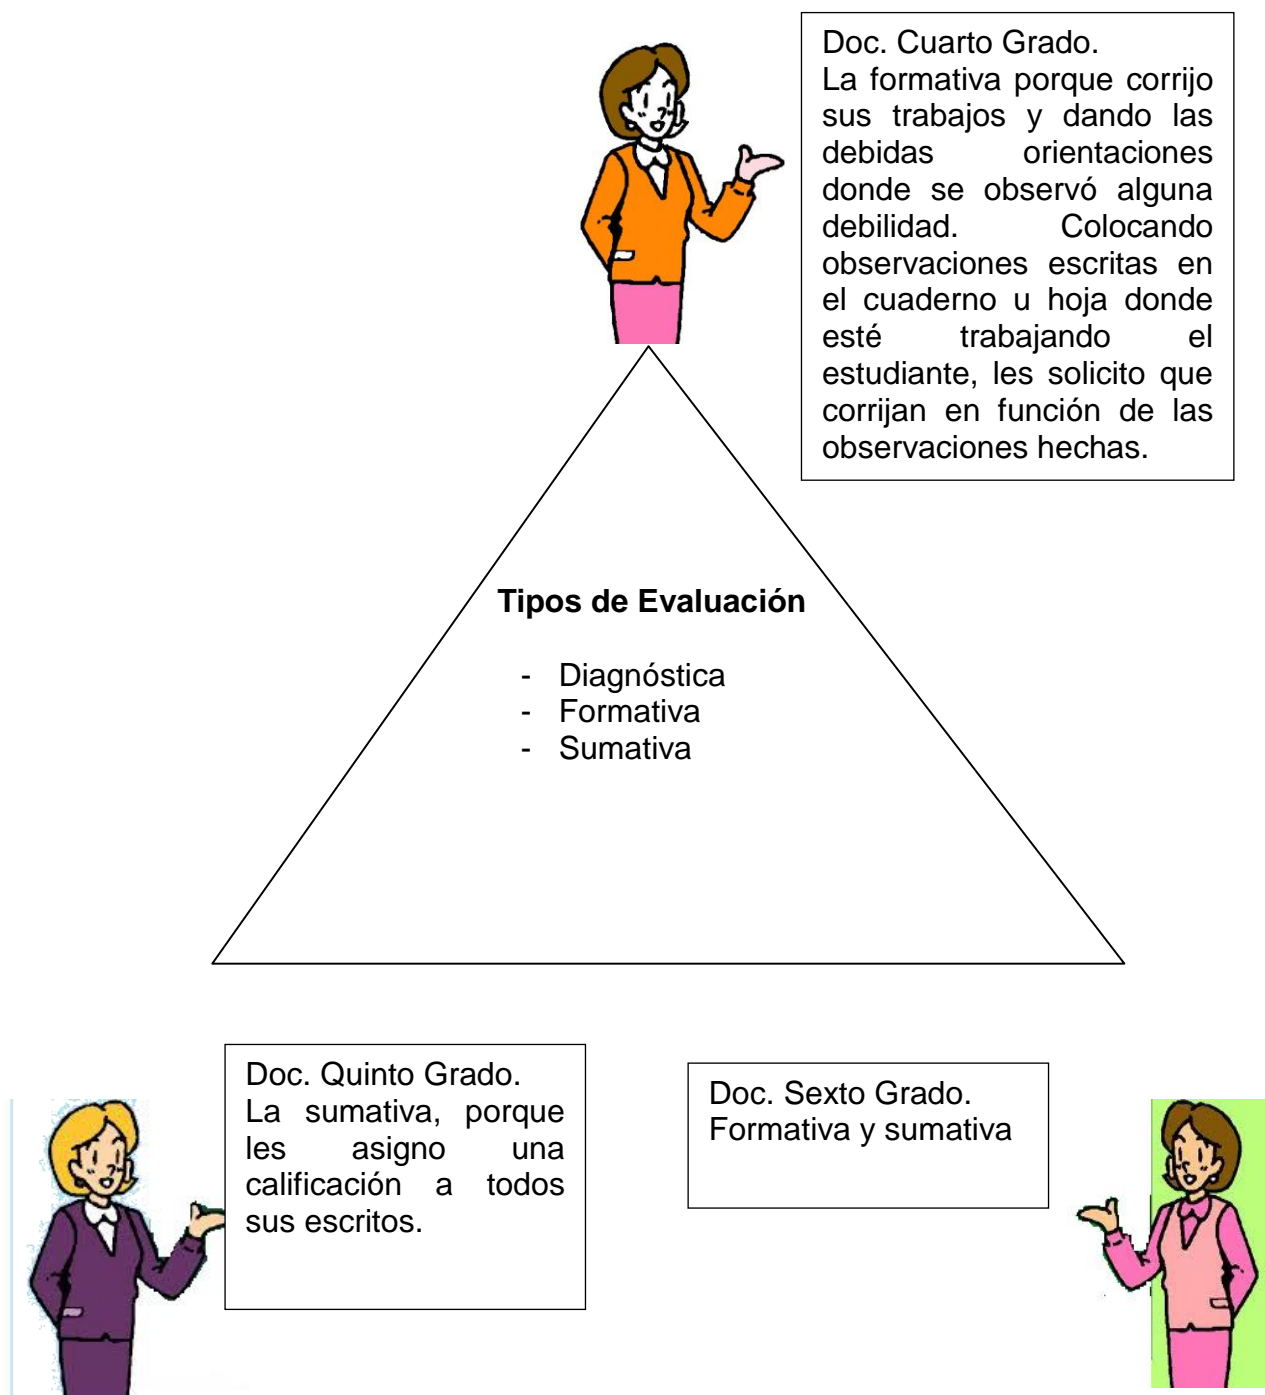 Doc. Cuarto Grado.
La formativa porque corrijo
sus trabajos y dando las
debidas orientaciones
donde se observó alguna
debilidad. Colocando
observaciones escritas en
el cuaderno u hoja donde
esté trabajando el
estudiante, les solicito que
corrijan en función de las
observaciones hechas.
Tipos de Evaluación
- Diagnóstica
- Formativa
- Sumativa
Doc. Quinto Grado.
La sumativa, porque
les asigno una
calificación a todos
sus escritos.
Doc. Sexto Grado.
Formativa y sumativa